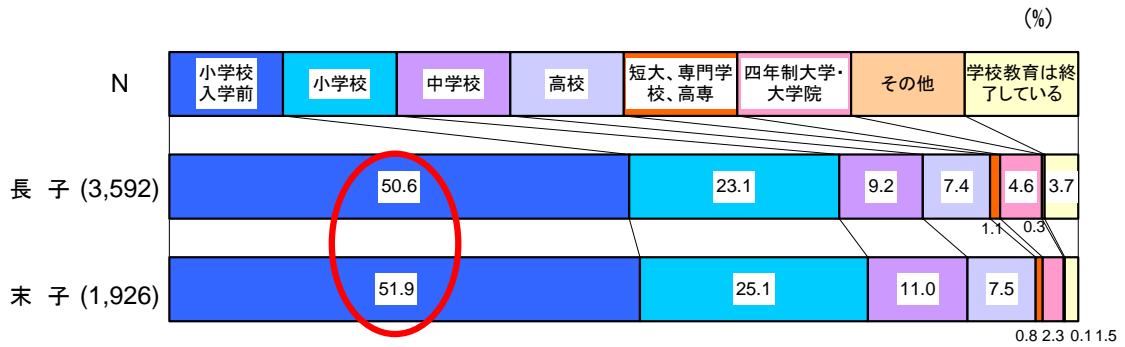 (%)
N
小学校
入学前
小学校
中学校
高校
短大、専門学
校、高専
四年制大学・
大学院
その他
学校教育は終
了している
長 子 (3,592)
50.6
23.1
9.2
7.4
1.1
4.6
0.3
3.7
末 子 (1,926)
51.9
25.1
11.0
7.5
0.8
2.3
0.1
1.5